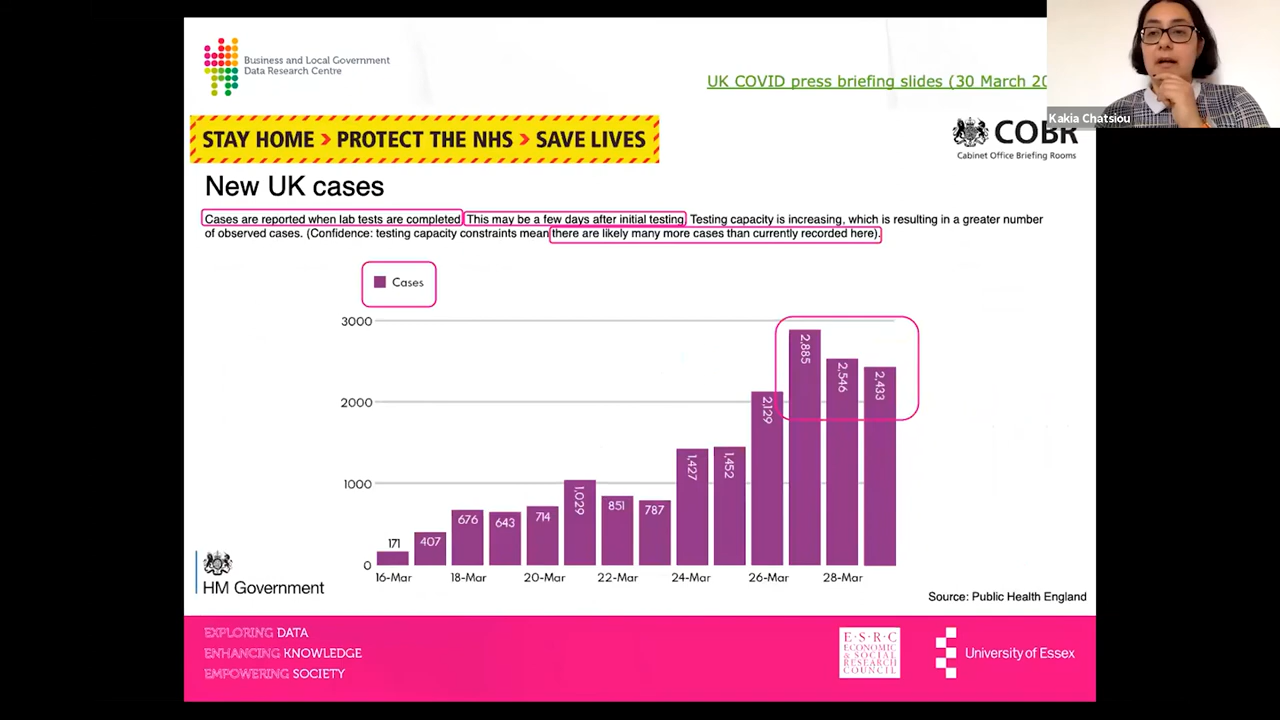 Business and Local Government
Data Research Centre
UK COVID press briefing slides (30 March 20
Kakia Chatsiou
STAY HOME > PROTECT THE NHS > SAVE LIVES
COBR
Cabinet Office Briefing Rooms
New UK cases
Cases are reported when lab tests are completed This may be a few days after initial testing Testing capacity is increasing, which is resulting in a greater number
of observed cases. (Confidence: testing capacity constraints mean there are likely many more cases than currently recorded here).
Cases
3000
2000
1000
0
171
407
676
643
714
1,029
851
787
1,427
1,452
2,129
2,885
2,546
2,433
16-Mar 18-Mar 20-Mar 22-Mar 24-Mar 26-Mar 28-Mar
HM Government
Source: Public Health England
EXPLORING DATA
ENHANCING KNOWLEDGE
EMPOWERING SOCIETY
E·S·R·C
ECONOMIC
& SOCIAL
RESEARCH
COUNCIL
University of Essex